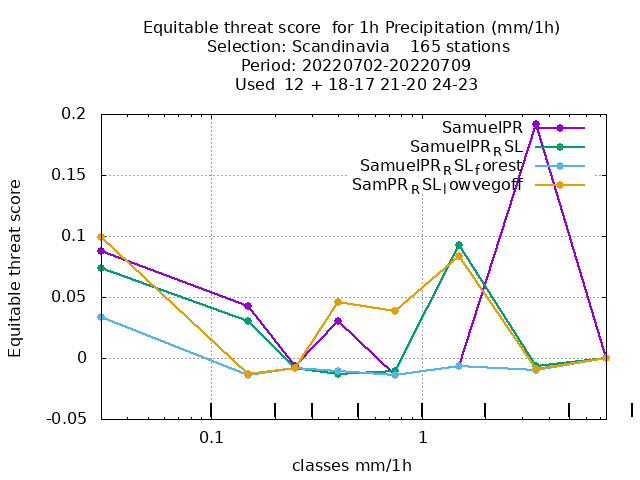 Equitable threat score  for 1h Precipitation (mm/1h)
Selection: Scandinavia    165 stations
Period: 20220702-20220709
Used  12 + 18-17 21-20 24-23
SamuelPR
SamuelPR_RSL
SamuelPR_RSL_forest
SamPR_RSL_lowvegoff
0.2
0.15
0.1
0.05
0
-0.05
0.1
1
Equitable threat score
classes mm/1h